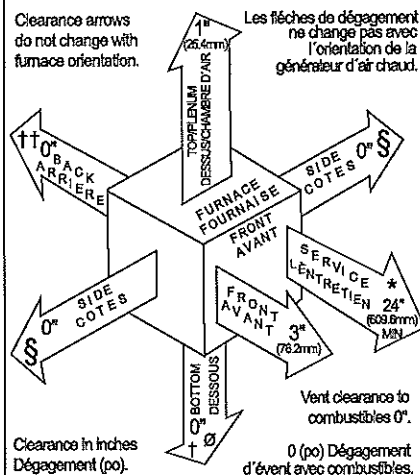 Clearance arrows
do not change with
furnace orientation.
Les fléches de dégagement
ne change pas avec
l'orientation de la
générateur d'air chaud.
1"
(25.4mm)
TOP/PLENUM
DESSUS/CHAMBRE D'AIR
††0"
BACK
ARRIERE
SIDE
COTES
0" §
FURNACE
FOURNAISE
FRONT
AVANT
SERVICE
L'ENTRETIEN
*
24"
(609.6mm)
MIN
§ 0"
SIDE
COTES
FRONT
AVANT
3"
(76.2mm)
BOTTOM
DESSOUS
0"
† Ø
Vent clearance to
combustibles 0".
Clearance in inches
Dégagement (po).
0 (po) Dégagement
d'évent avec combustibles.